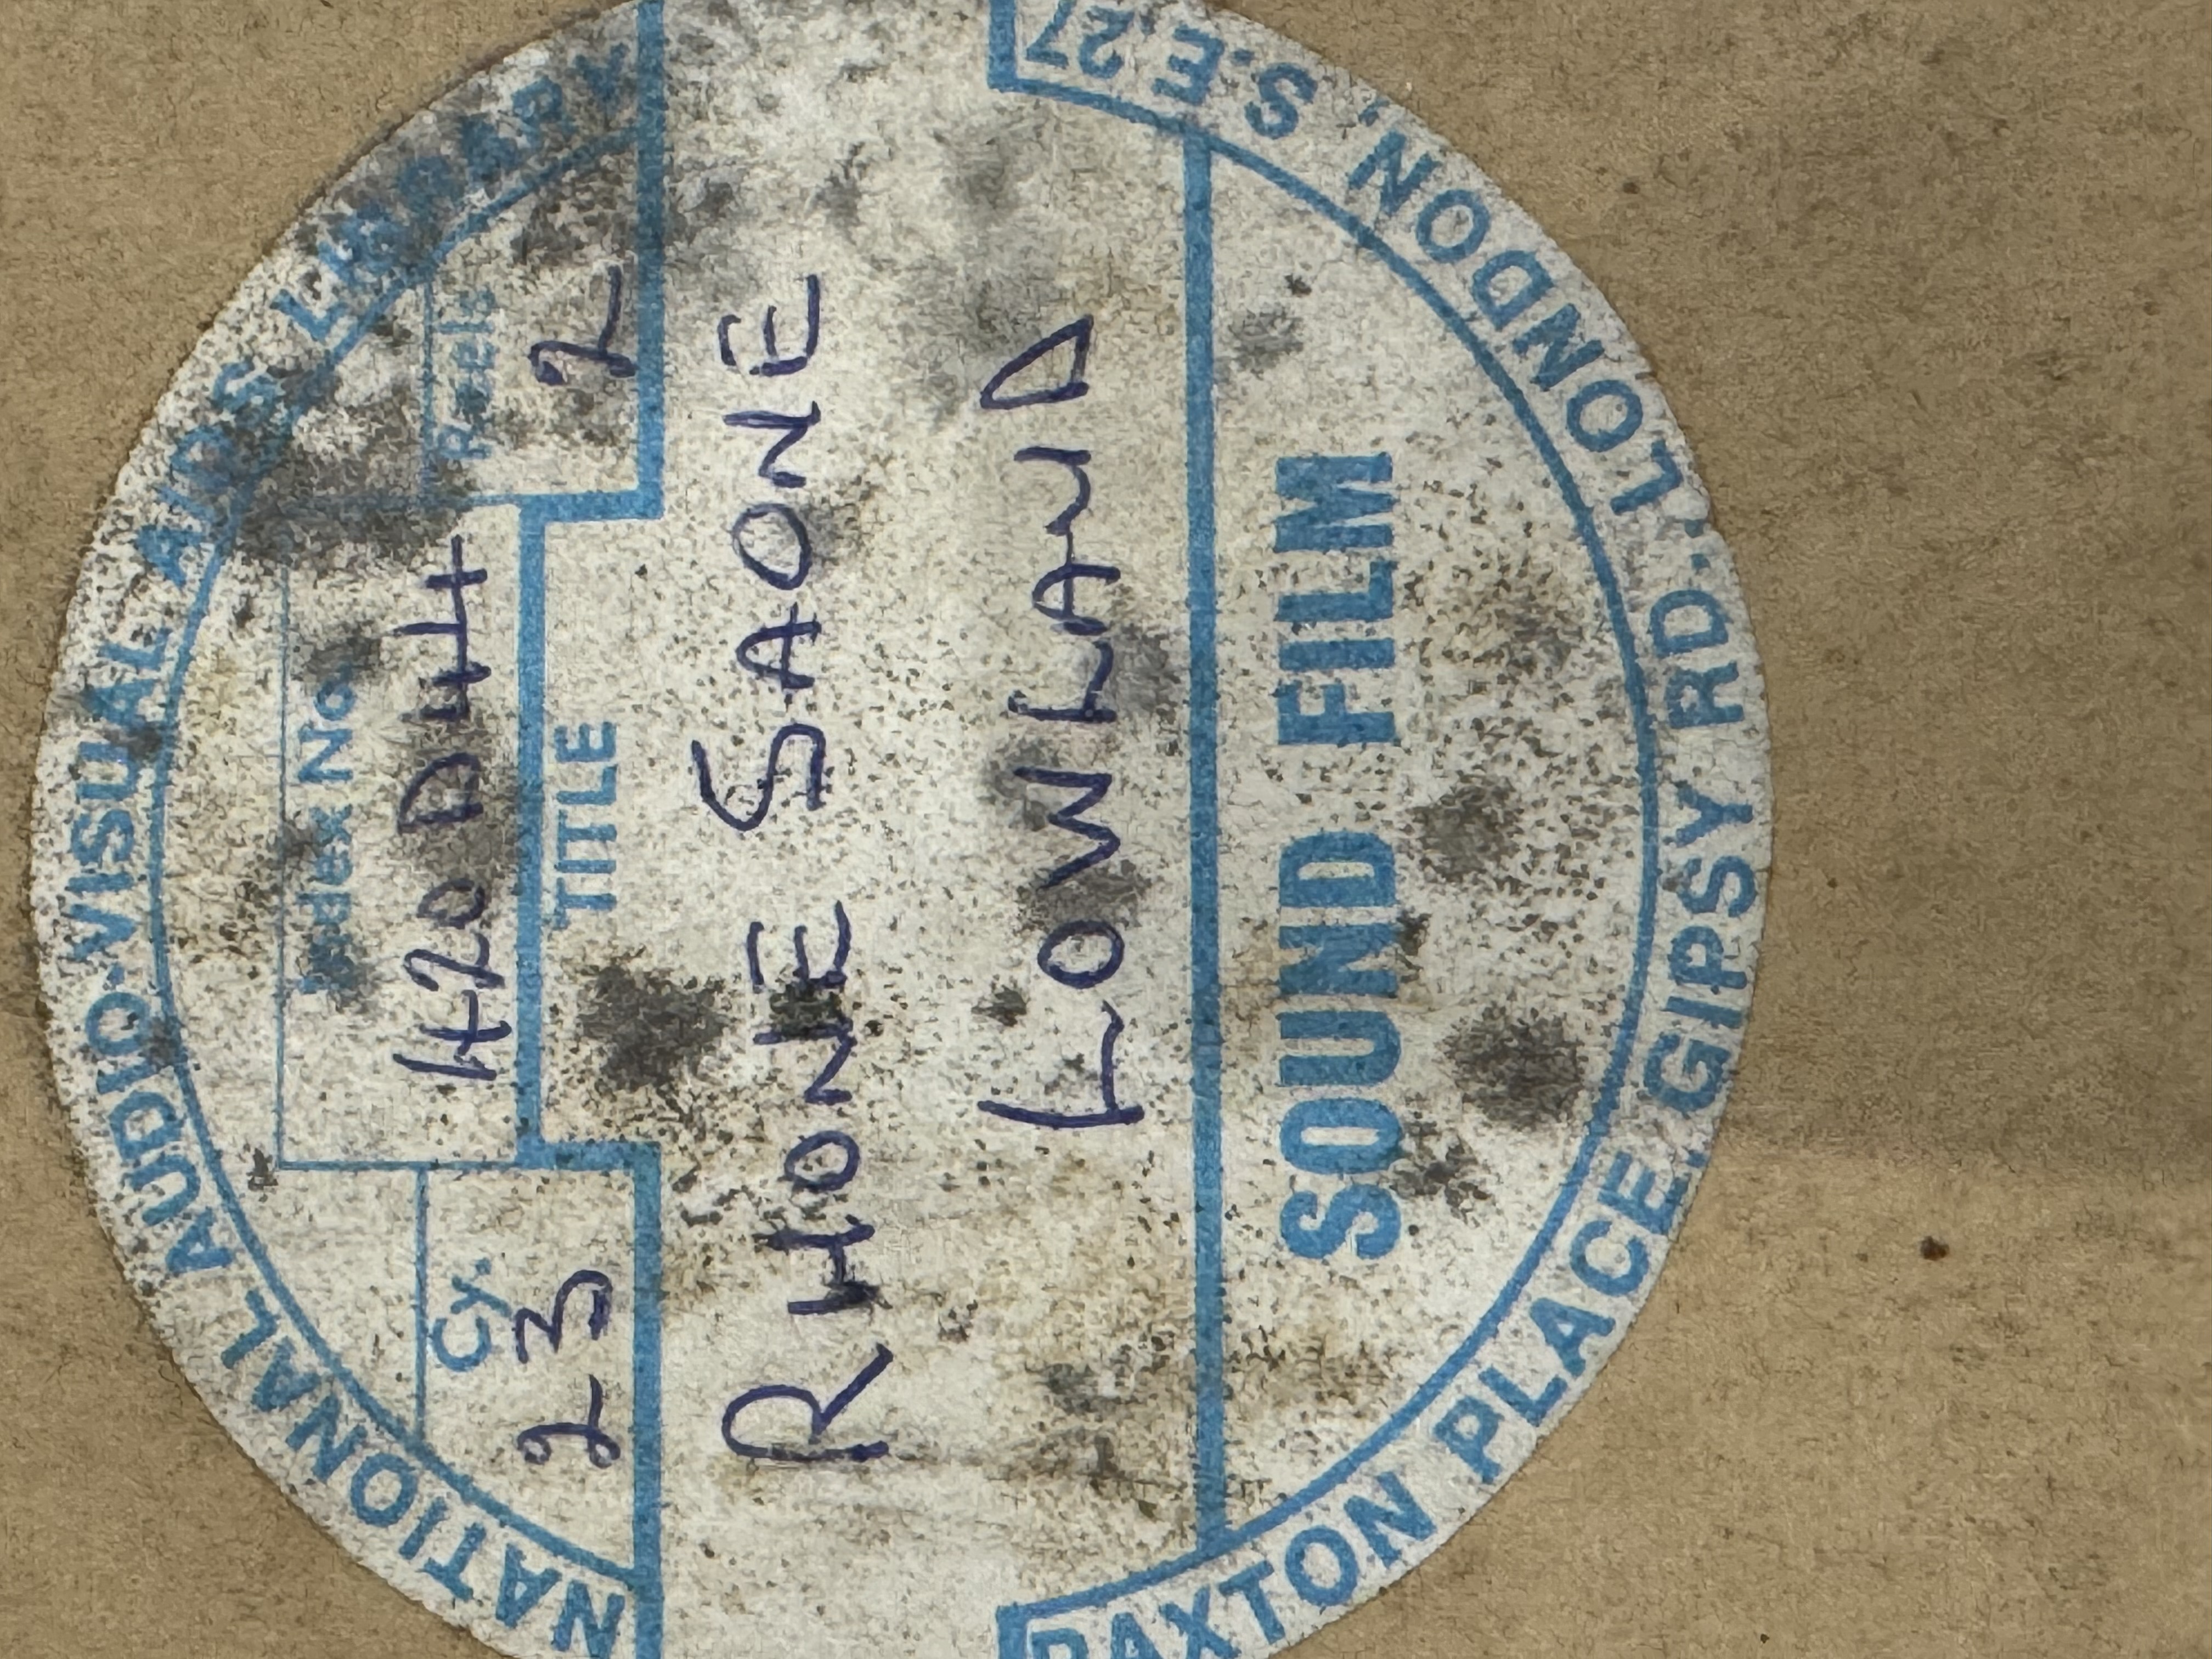 NATIONAL AUDIO-VISUAL AIDS LIBRARY
Index No.
Cy.
Reels
23
H20 D44
2
TITLE
RHONE SAONE
LOWLAND
SOUND FILM
PAXTON PLACE, GIPSY RD., LONDON, S.E.27